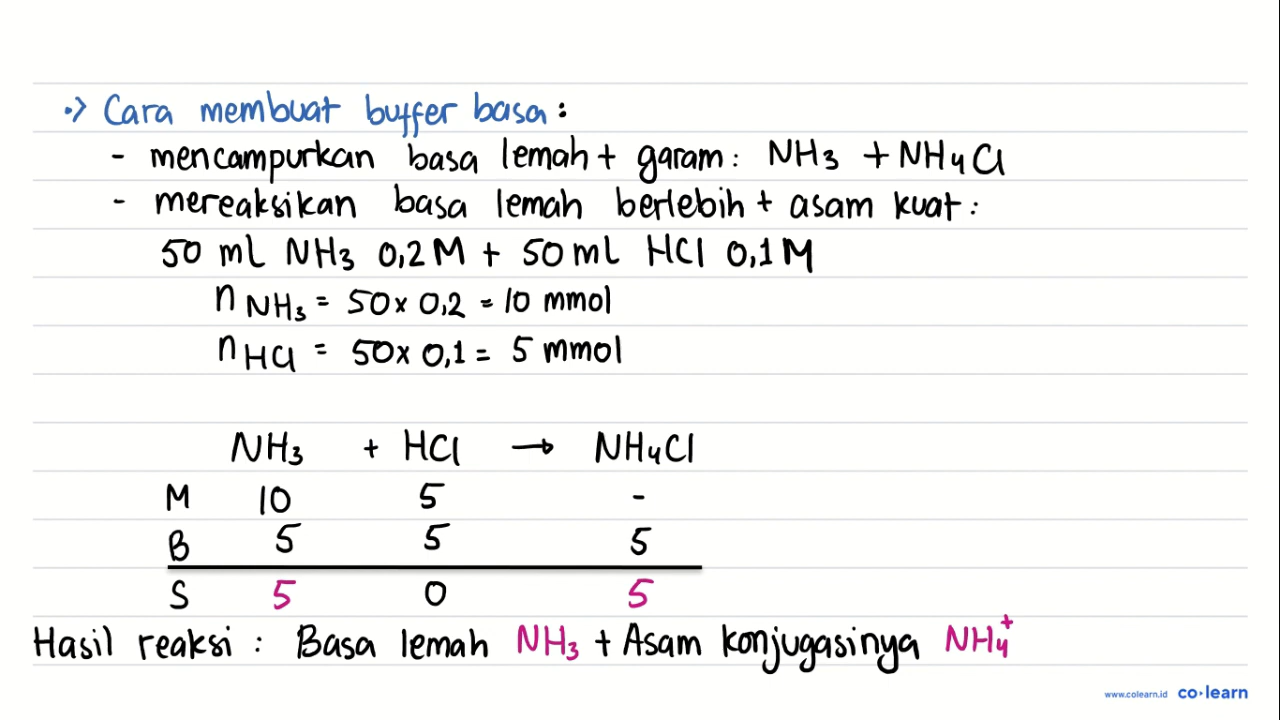 ·> Cara membuat buffer basa:
- mencampurkan basa lemah + garam: NH₃ + NH₄Cl
- mereaksikan basa lemah berlebih + asam kuat:
50 ml NH₃ 0,2 M + 50 ml HCl 0,1 M
n NH₃ = 50 x 0,2 = 10 mmol
n HCl = 50 x 0,1 = 5 mmol
NH₃ + HCl → NH₄Cl
M 10 5 -
B 5 5 5
S 5 0 5
Hasil reaksi : Basa lemah NH₃ + Asam konjugasinya NH₄⁺
www.colearn.id co·learn